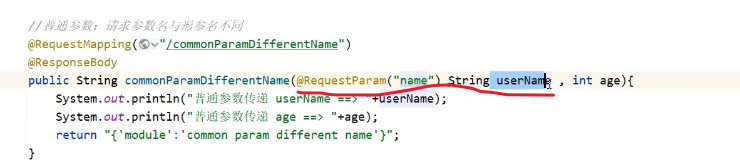 //普通参数：请求参数名与形参名不同
@RequestMapping("/commonParamDifferentName")
@ResponseBody
public String commonParamDifferentName(@RequestParam("name") String userName , int age){
System.out.println("普通参数传递 userName ==> "+userName);
System.out.println("普通参数传递 age ==> "+age);
return "{'module':'common param different name'}";
}